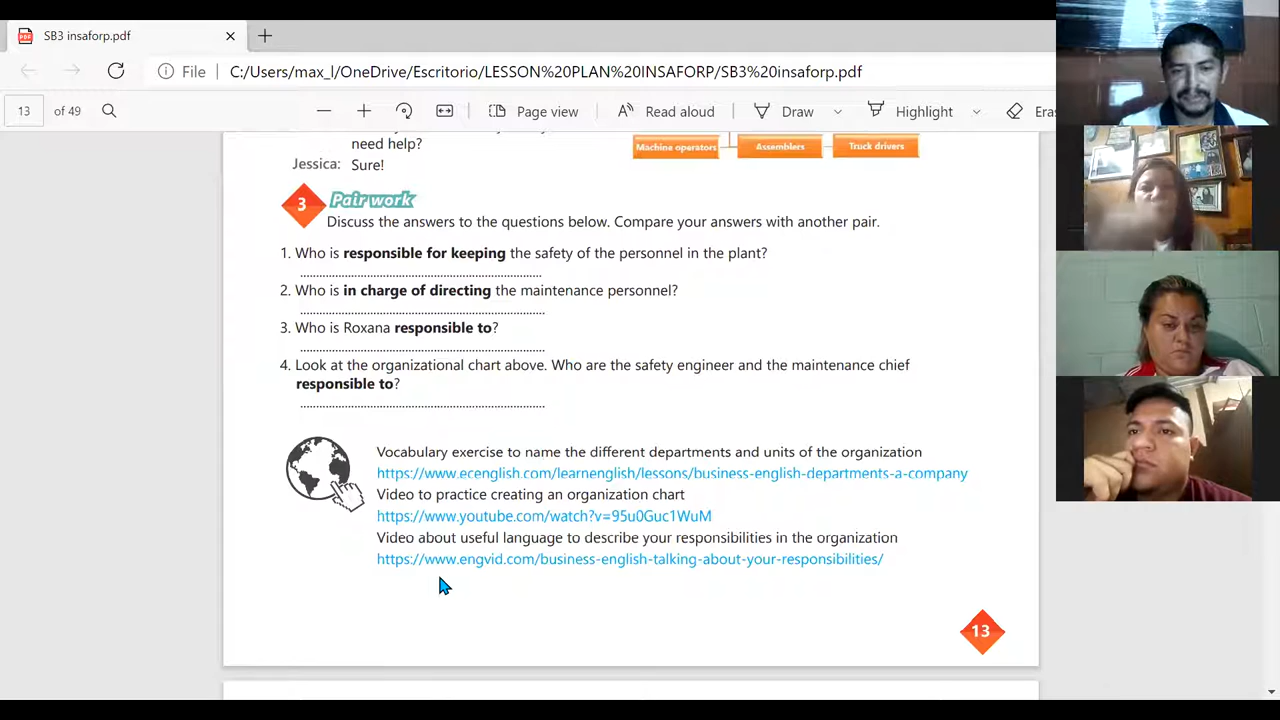 SB3 insaforp.pdf
File
C:/Users/max_l/OneDrive/Escritorio/LESSON%20PLAN%20INSAFORP/SB3%20insaforp.pdf
13 of 49
Page view
Read aloud
Draw
Highlight
Eras
need help?
Jessica: Sure!
Machine operators
Assemblers
Truck drivers
3 Pair work
Discuss the answers to the questions below. Compare your answers with another pair.
1. Who is responsible for keeping the safety of the personnel in the plant?
2. Who is in charge of directing the maintenance personnel?
3. Who is Roxana responsible to?
4. Look at the organizational chart above. Who are the safety engineer and the maintenance chief
responsible to?
Vocabulary exercise to name the different departments and units of the organization
https://www.ecenglish.com/learnenglish/lessons/business-english-departments-a-company
Video to practice creating an organization chart
https://www.youtube.com/watch?v=95u0Guc1WuM
Video about useful language to describe your responsibilities in the organization
https://www.engvid.com/business-english-talking-about-your-responsibilities/
13